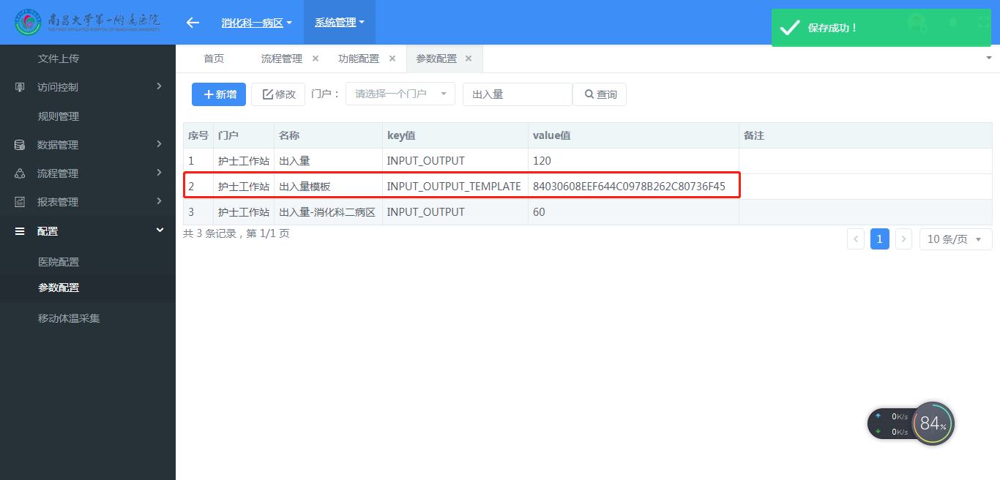 南昌大学第一附属医院
THE FIRST AFFILIATED HOSPITAL OF NANCHANG UNIVERSITY
消化科一病区
系统管理
保存成功！
文件上传
访问控制
规则管理
数据管理
流程管理
报表管理
配置
医院配置
参数配置
移动体温采集
首页 流程管理 功能配置 参数配置
新增 修改 门户： 请选择一个门户 出入量 查询
序号 门户 名称 key值 value值 备注
1 护士工作站 出入量 INPUT_OUTPUT 120
2 护士工作站 出入量模板 INPUT_OUTPUT_TEMPLATE 84030608EEF644C0978B262C80736F45
3 护士工作站 出入量-消化科二病区 INPUT_OUTPUT 60
共 3 条记录，第 1/1 页
1 10 条/页
0K/s
0K/s
84%